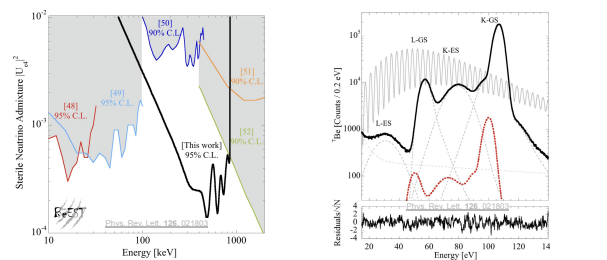 10^-2
10^-3
10^-4
Sterile Neutrino Admixture |U_e4|^2
[50]
90% C.L.
[51]
90% C.L.
[49]
95% C.L.
[48]
95% C.L.
[52]
90% C.L.
[This work]
95% C.L.
BeEST
Phys. Rev. Lett. 126, 021803
10
100
1000
Energy [keV]
10^5
10^4
1000
100
^7Be [Counts / 0.2 eV]
K-GS
L-GS
K-ES
L-ES
Phys. Rev. Lett. 126, 021803
Residuals/√N
4
0
-4
20
40
60
80
100
120
140
Energy [eV]